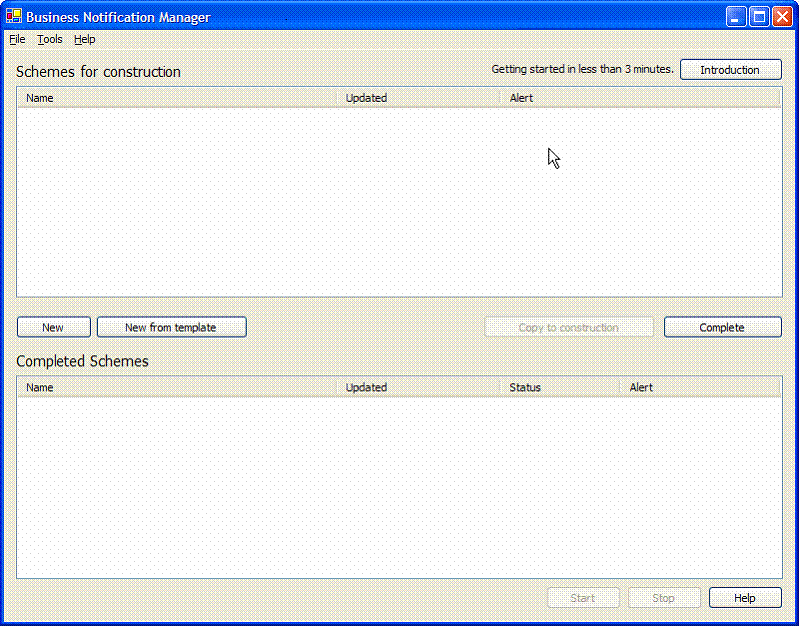 Business Notification Manager
File Tools Help
Schemes for construction
Getting started in less than 3 minutes. Introduction
Name Updated Alert
New New from template Copy to construction Complete
Completed Schemes
Name Updated Status Alert
Start Stop Help